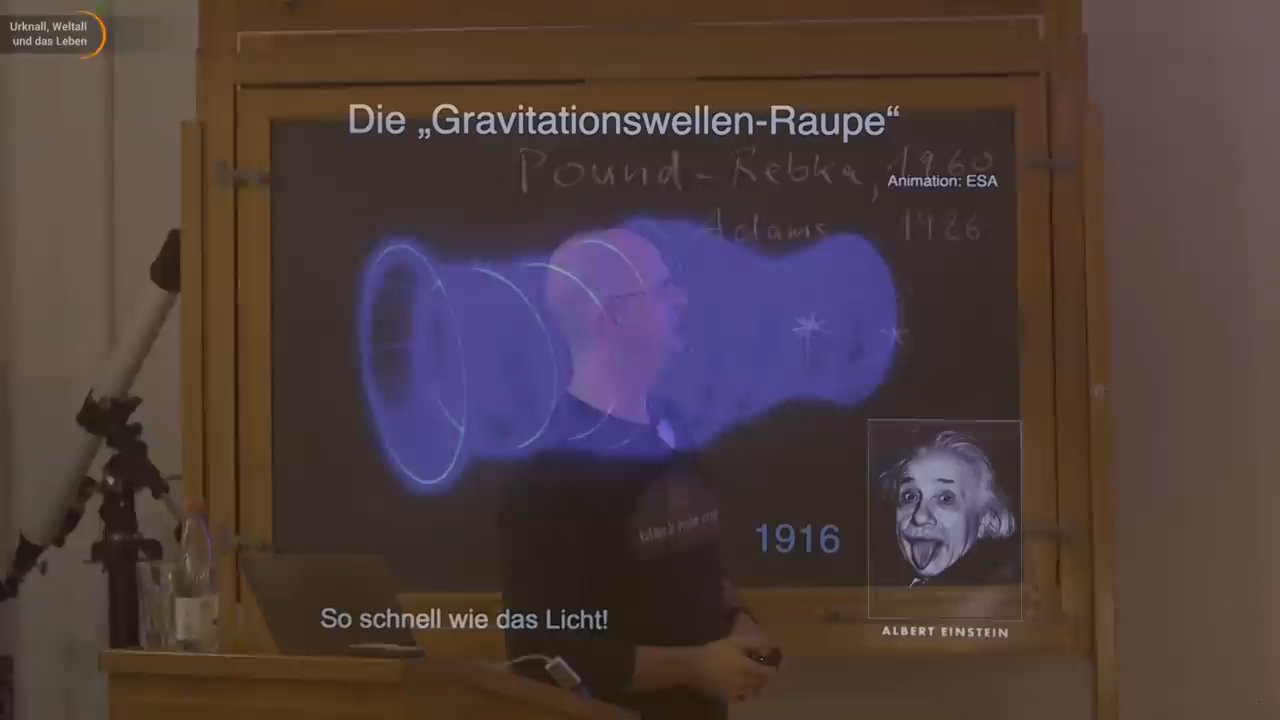 Urknall, Weltall
und das Leben
Die „Gravitationswellen-Raupe“
Pound-Rebka, 1960
Animation: ESA
Adams 1926
1916
So schnell wie das Licht!
ALBERT EINSTEIN